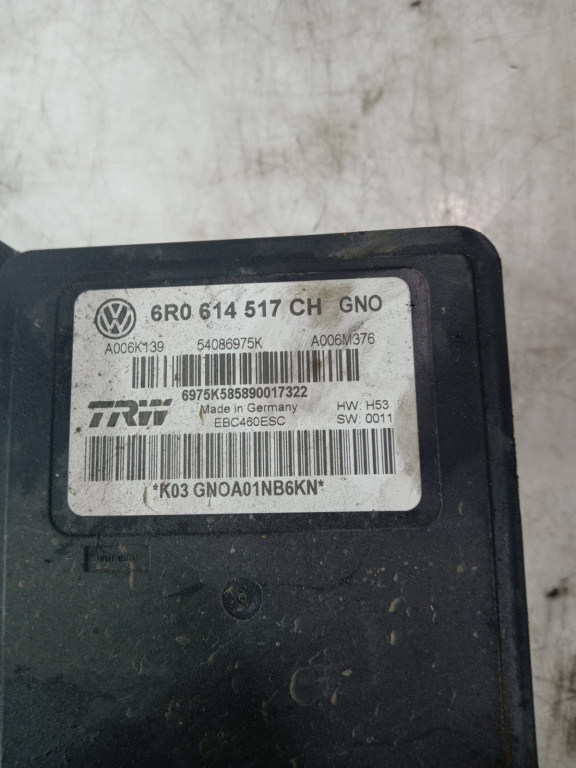 6R0 614 517 CH GNO
A006K139 54086975K A006M376
6975K585890017322
TRW Made in Germany HW: H53
EBC460ESC SW: 0011
*K03 GNOA01NB6KN*